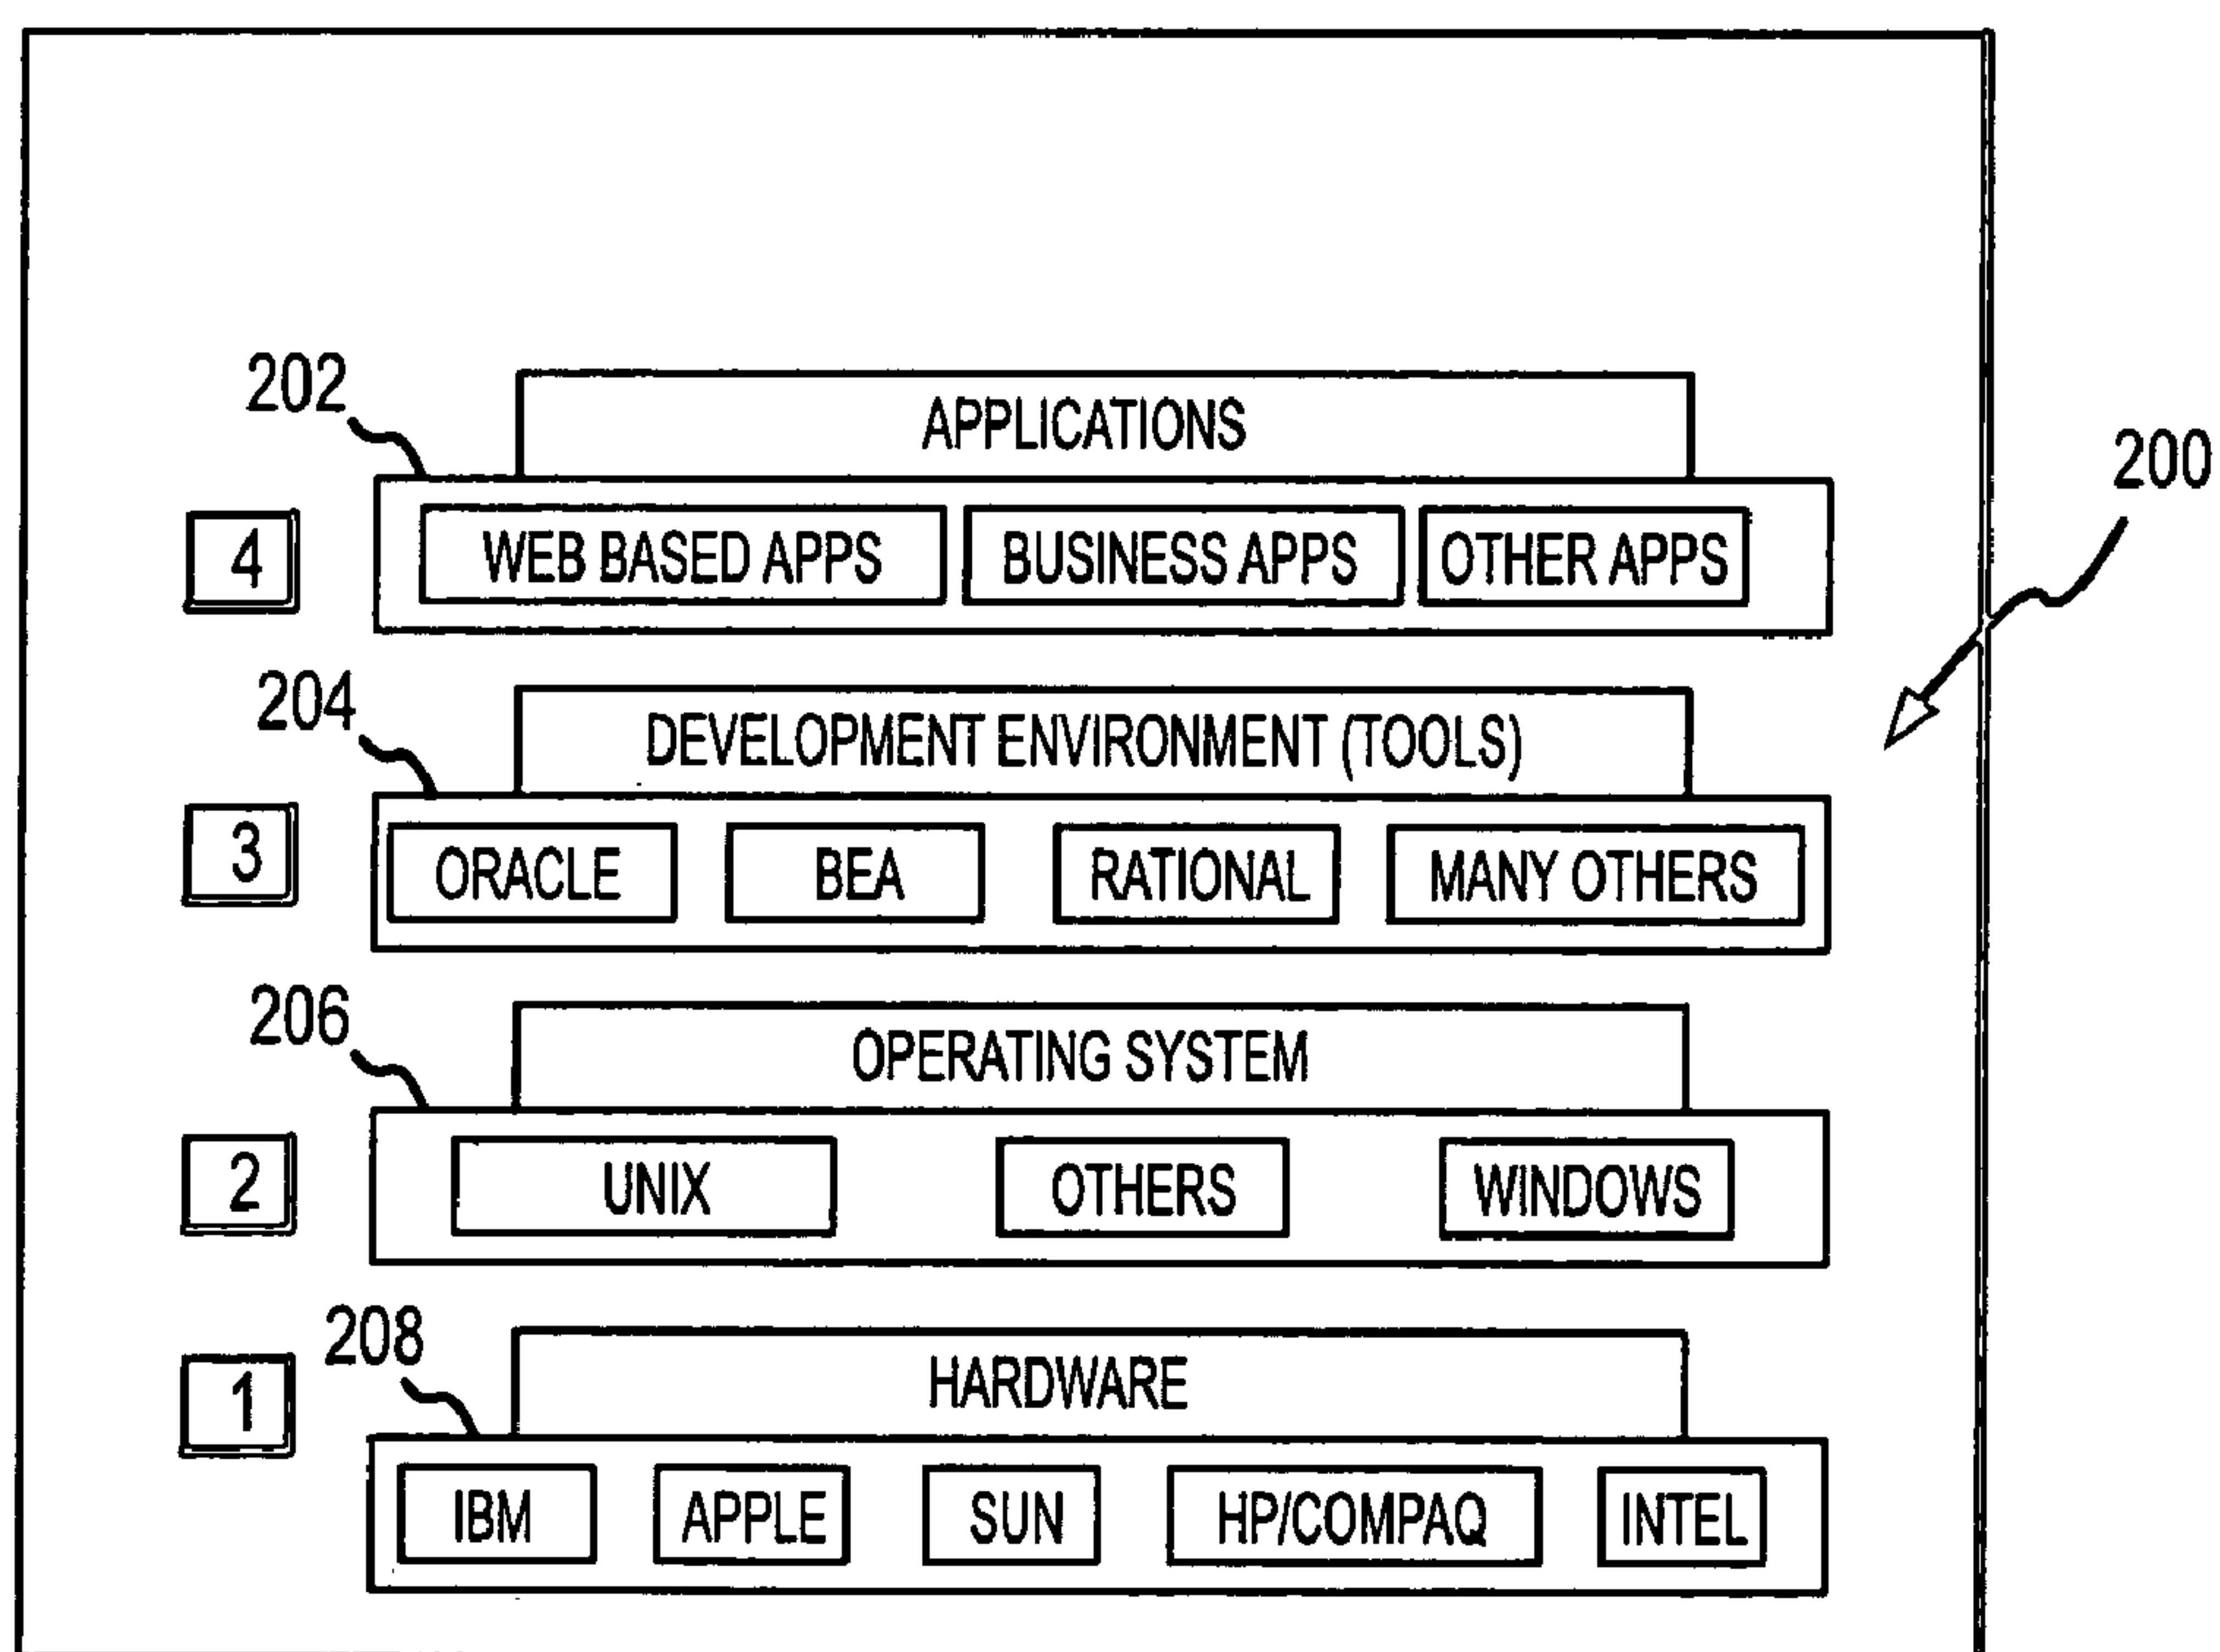 202
APPLICATIONS
200
4
WEB BASED APPS BUSINESS APPS OTHER APPS
204
DEVELOPMENT ENVIRONMENT (TOOLS)
3
ORACLE BEA RATIONAL MANY OTHERS
206
OPERATING SYSTEM
2
UNIX OTHERS WINDOWS
208
HARDWARE
1
IBM APPLE SUN HP/COMPAQ INTEL